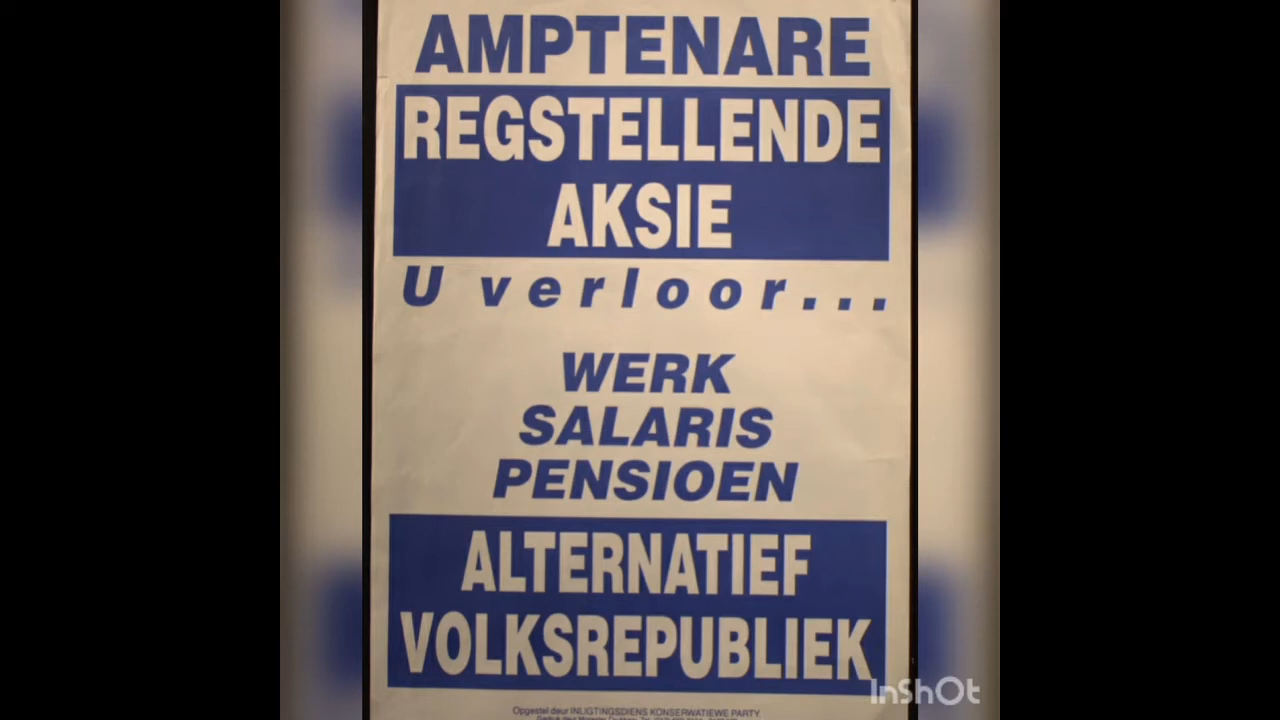 AMPTENARE
REGSTELLENDE
AKSIE
U verloor...
WERK
SALARIS
PENSIOEN
ALTERNATIEF
VOLKSREPUBLIEK
InShOt
Opgestel deur INLIGTINGSDIENS KONSERWATIEWE PARTY.